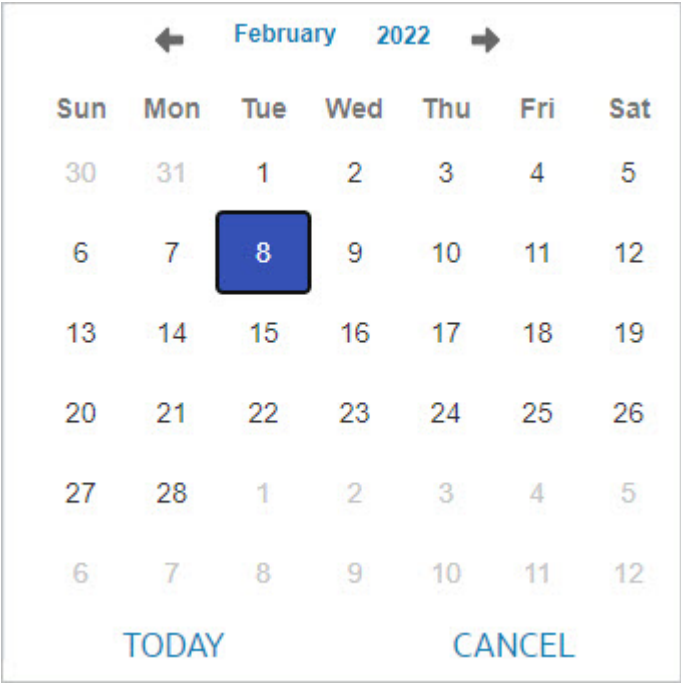 February 2022
Sun Mon Tue Wed Thu Fri Sat
30 31 1 2 3 4 5
6 7 8 9 10 11 12
13 14 15 16 17 18 19
20 21 22 23 24 25 26
27 28 1 2 3 4 5
6 7 8 9 10 11 12
TODAY CANCEL